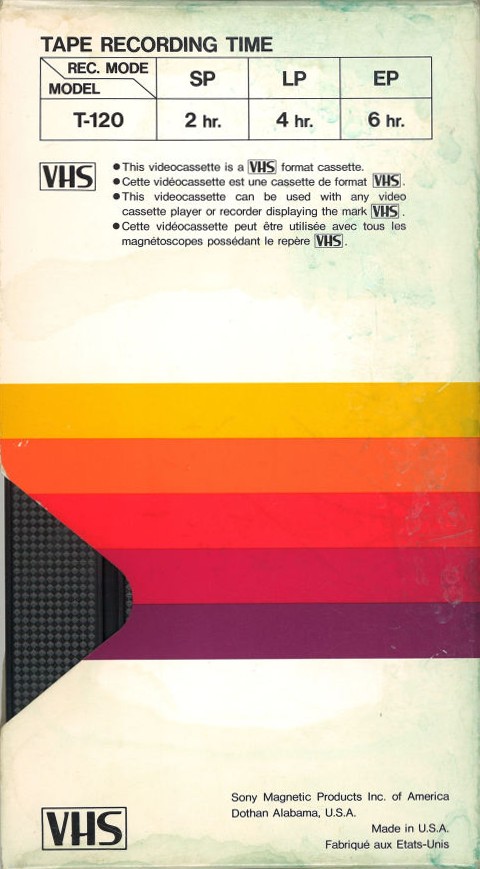 TAPE RECORDING TIME
REC. MODE SP LP EP
MODEL
T-120 2 hr. 4 hr. 6 hr.
VHS ●This videocassette is a VHS format cassette.
●Cette vidéocassette est une cassette de format VHS.
●This videocassette can be used with any video
cassette player or recorder displaying the mark VHS.
●Cette vidéocassette peut être utilisée avec tous les
magnétoscopes possédant le repère VHS.
Sony Magnetic Products Inc. of America
Dothan Alabama, U.S.A.
Made in U.S.A.
Fabriqué aux Etats-Unis
VHS